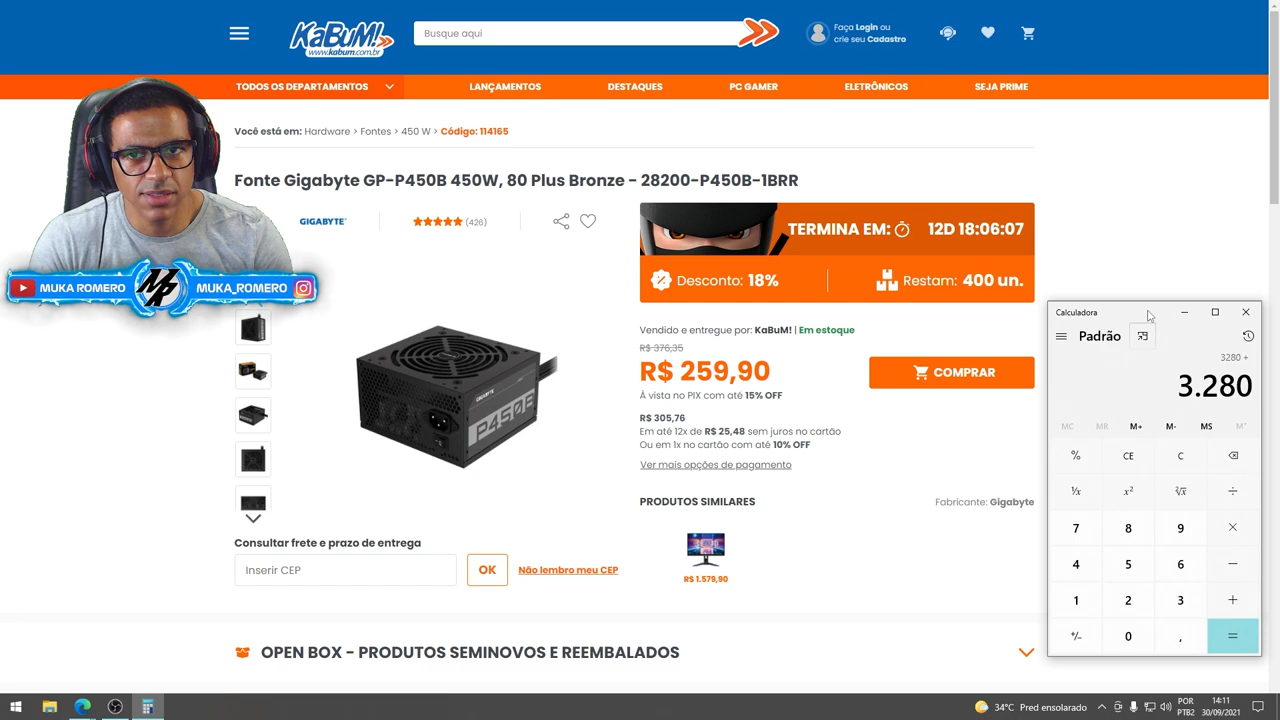 KaBuM!
www.kabum.com.br
Busque aqui
Faça Login ou
crie seu Cadastro
TODOS OS DEPARTAMENTOS
LANÇAMENTOS
DESTAQUES
PC GAMER
ELETRÔNICOS
SEJA PRIME
Você está em: Hardware > Fontes > 450 W > Código: 114165
Fonte Gigabyte GP-P450B 450W, 80 Plus Bronze - 28200-P450B-1BRR
GIGABYTE
(426)
TERMINA EM: 12D 18:06:07
Desconto: 18%
Restam: 400 un.
MUKA ROMERO
MR
MUKA_ROMERO
P450B
Vendido e entregue por: KaBuM! | Em estoque
R$ 376,35
R$ 259,90
COMPRAR
À vista no PIX com até 15% OFF
R$ 305,76
Em até 12x de R$ 25,48 sem juros no cartão
Ou em 1x no cartão com até 10% OFF
Ver mais opções de pagamento
PRODUTOS SIMILARES
Fabricante: Gigabyte
R$ 1.579,90
Consultar frete e prazo de entrega
Inserir CEP
OK
Não lembro meu CEP
OPEN BOX - PRODUTOS SEMINOVOS E REEMBALADOS
Calculadora
Padrão
3280 +
3.280
MC MR M+ M- MS M˅
% CE C
¹/x x² ²√x ÷
7 8 9 ×
4 5 6 −
1 2 3 +
+/− 0 , =
34°C Pred ensolarado
POR
PTB2
14:11
30/09/2021